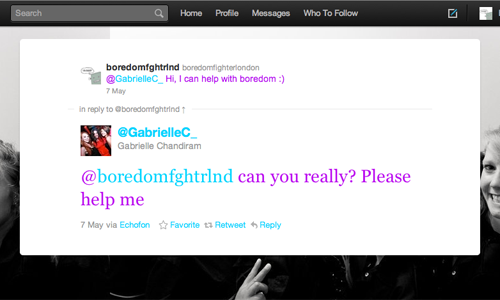 Search Home Profile Messages Who To Follow
boredomfghtrlnd boredomfighterlondon
@GabrielleC_ Hi, I can help with boredom :)
7 May
in reply to @boredomfghtrlnd ↑
@GabrielleC_
Gabrielle Chandiram
@boredomfghtrlnd can you really? Please
help me
7 May via Echofon Favorite Retweet Reply